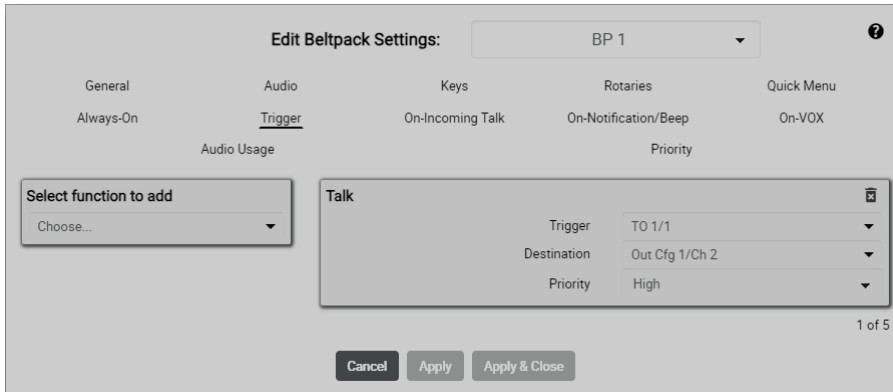 Edit Beltpack Settings: BP 1
General Audio Keys Rotaries Quick Menu
Always-On Trigger On-Incoming Talk On-Notification/Beep On-VOX
Audio Usage Priority
Select function to add
Choose...
Talk
Trigger TO 1/1
Destination Out Cfg 1/Ch 2
Priority High
1 of 5
Cancel Apply Apply & Close